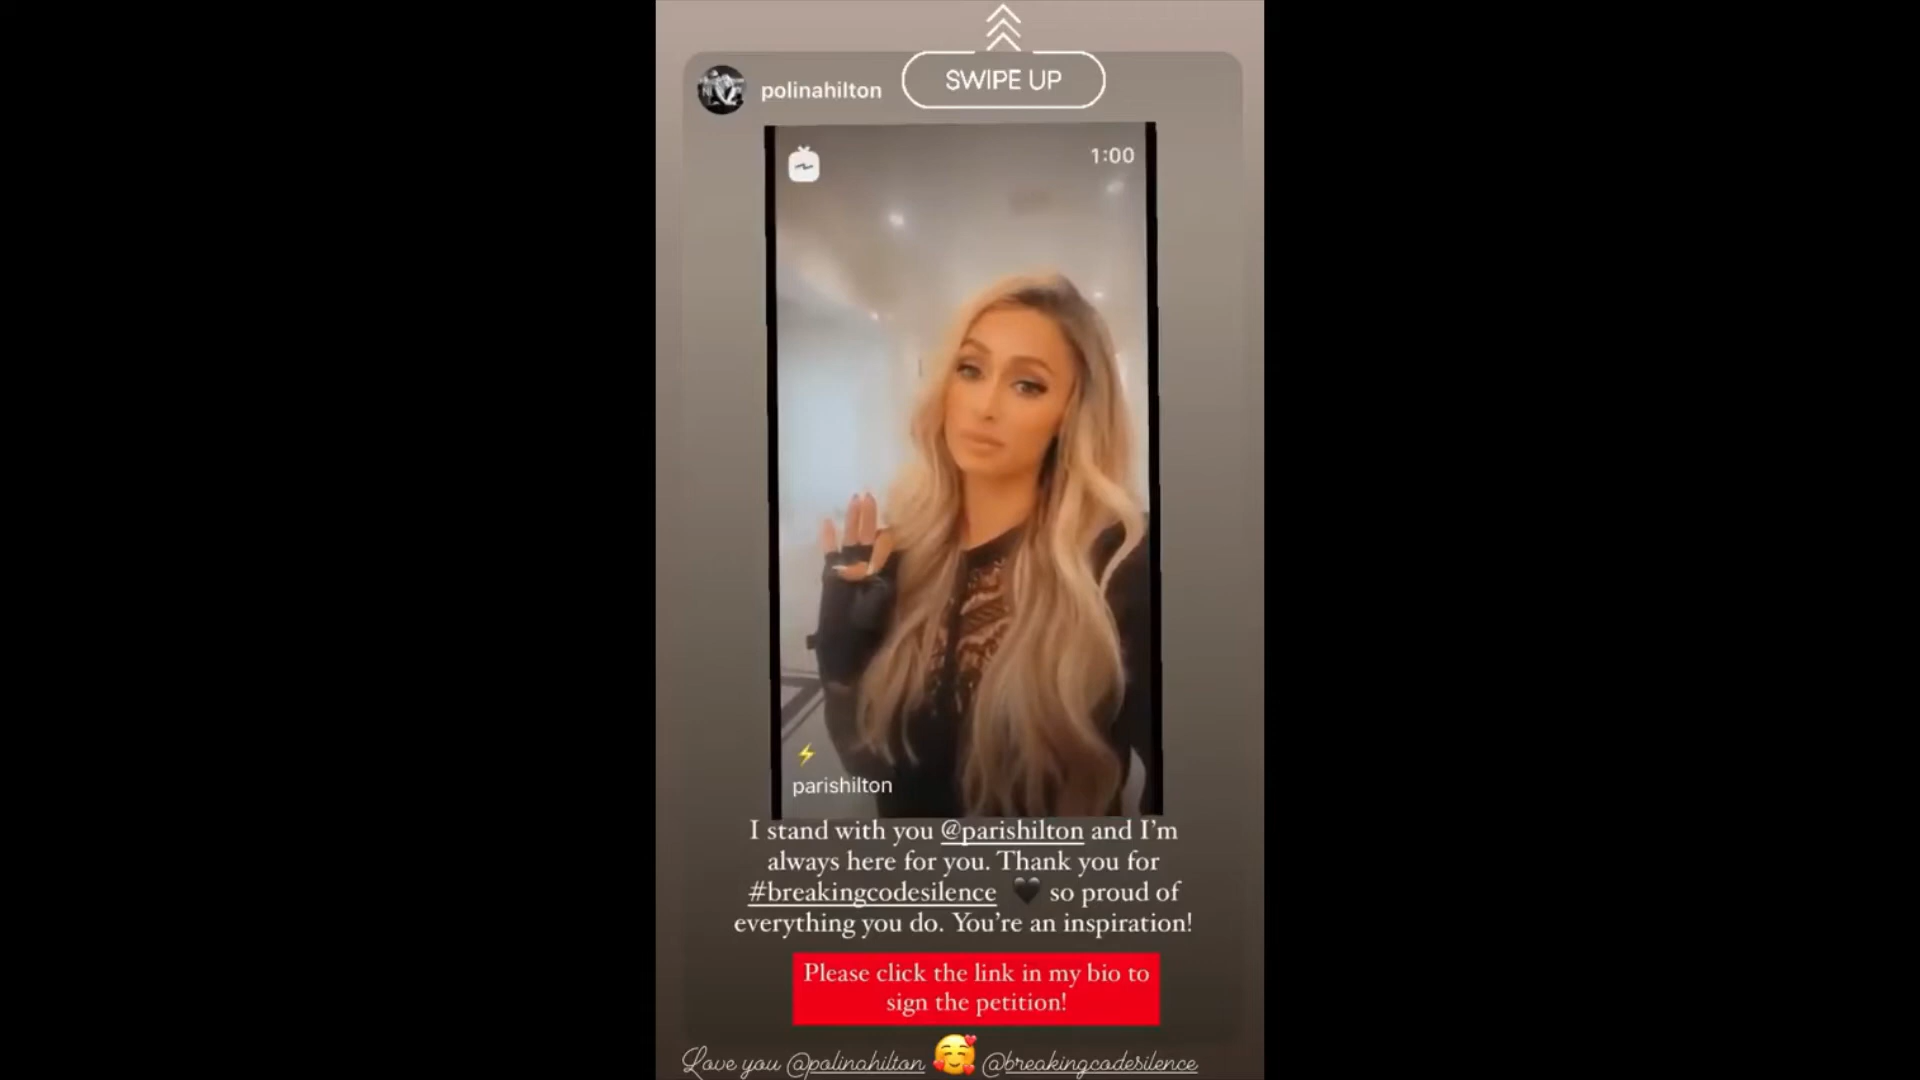 SWIPE UP
polinahilton
1:00
parishilton
I stand with you @parishilton and I'm
always here for you. Thank you for
#breakingcodesilence 🖤 so proud of
everything you do. You're an inspiration!
Please click the link in my bio to
sign the petition!
Love you @polinahilton 🥰 @breakingcodesilence